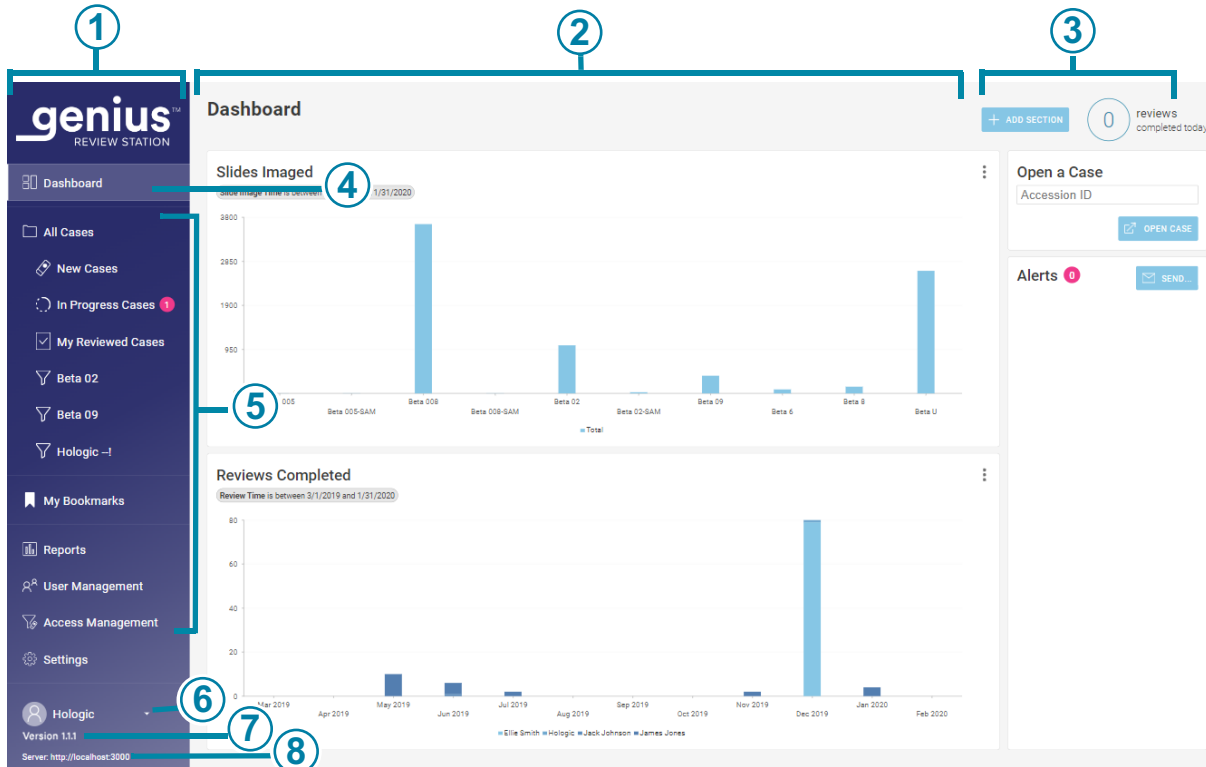 1
2
3
genius™
REVIEW STATION
Dashboard
4
All Cases
New Cases
In Progress Cases 1
My Reviewed Cases
Beta 02
5
Beta 09
Hologic –!
My Bookmarks
Reports
User Management
Access Management
Settings
Hologic
6
Version 1.1.1
7
Server: http://localhost:3000
8
Dashboard
+ ADD SECTION
0
reviews
completed today
Slides Imaged
Slide Image Time is between 1/31/2020
3800
2850
1900
950
005
Beta 005-SAM
Beta 008
Beta 008-SAM
Beta 02
Beta 02-SAM
Beta 09
Beta 6
Beta 8
Beta U
Total
Reviews Completed
Review Time is between 3/1/2019 and 1/31/2020
80
60
40
20
0
Mar 2019
Apr 2019
May 2019
Jun 2019
Jul 2019
Aug 2019
Sep 2019
Oct 2019
Nov 2019
Dec 2019
Jan 2020
Feb 2020
Ellie Smith Hologic Jack Johnson James Jones
Open a Case
Accession ID
OPEN CASE
Alerts 0
SEND...